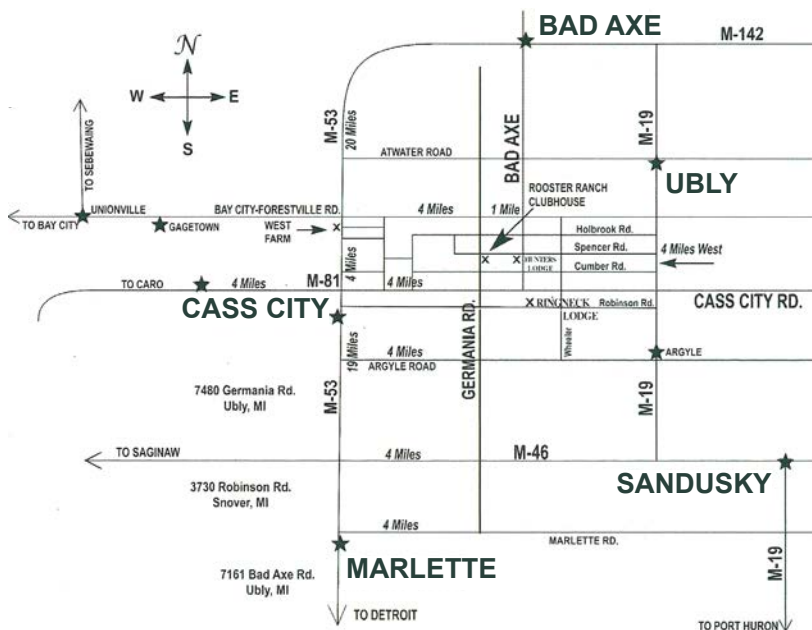 N
W E
S
BAD AXE
M-142
TO SEBEWAING
M-53
20 Miles
BAD AXE
M-19
ATWATER ROAD
UBLY
ROOSTER RANCH
CLUBHOUSE
UNIONVILLE
BAY CITY-FORESTVILLE RD.
4 Miles
1 Mile
TO BAY CITY
GAGETOWN
WEST
FARM
Holbrook Rd.
Spencer Rd.
4 Miles West
HUNTERS
LODGE
Cumber Rd.
4 Miles
M-81
TO CARO
4 Miles
4 Miles
CASS CITY RD.
CASS CITY
RINGNECK
LODGE
Robinson Rd.
GERMANIA RD.
Wheeler
19 Miles
4 Miles
ARGYLE ROAD
ARGYLE
7480 Germania Rd.
Ubly, MI
M-53
M-19
TO SAGINAW
4 Miles
M-46
SANDUSKY
3730 Robinson Rd.
Snover, MI
4 Miles
MARLETTE RD.
MARLETTE
M-19
7161 Bad Axe Rd.
Ubly, MI
TO DETROIT
TO PORT HURON